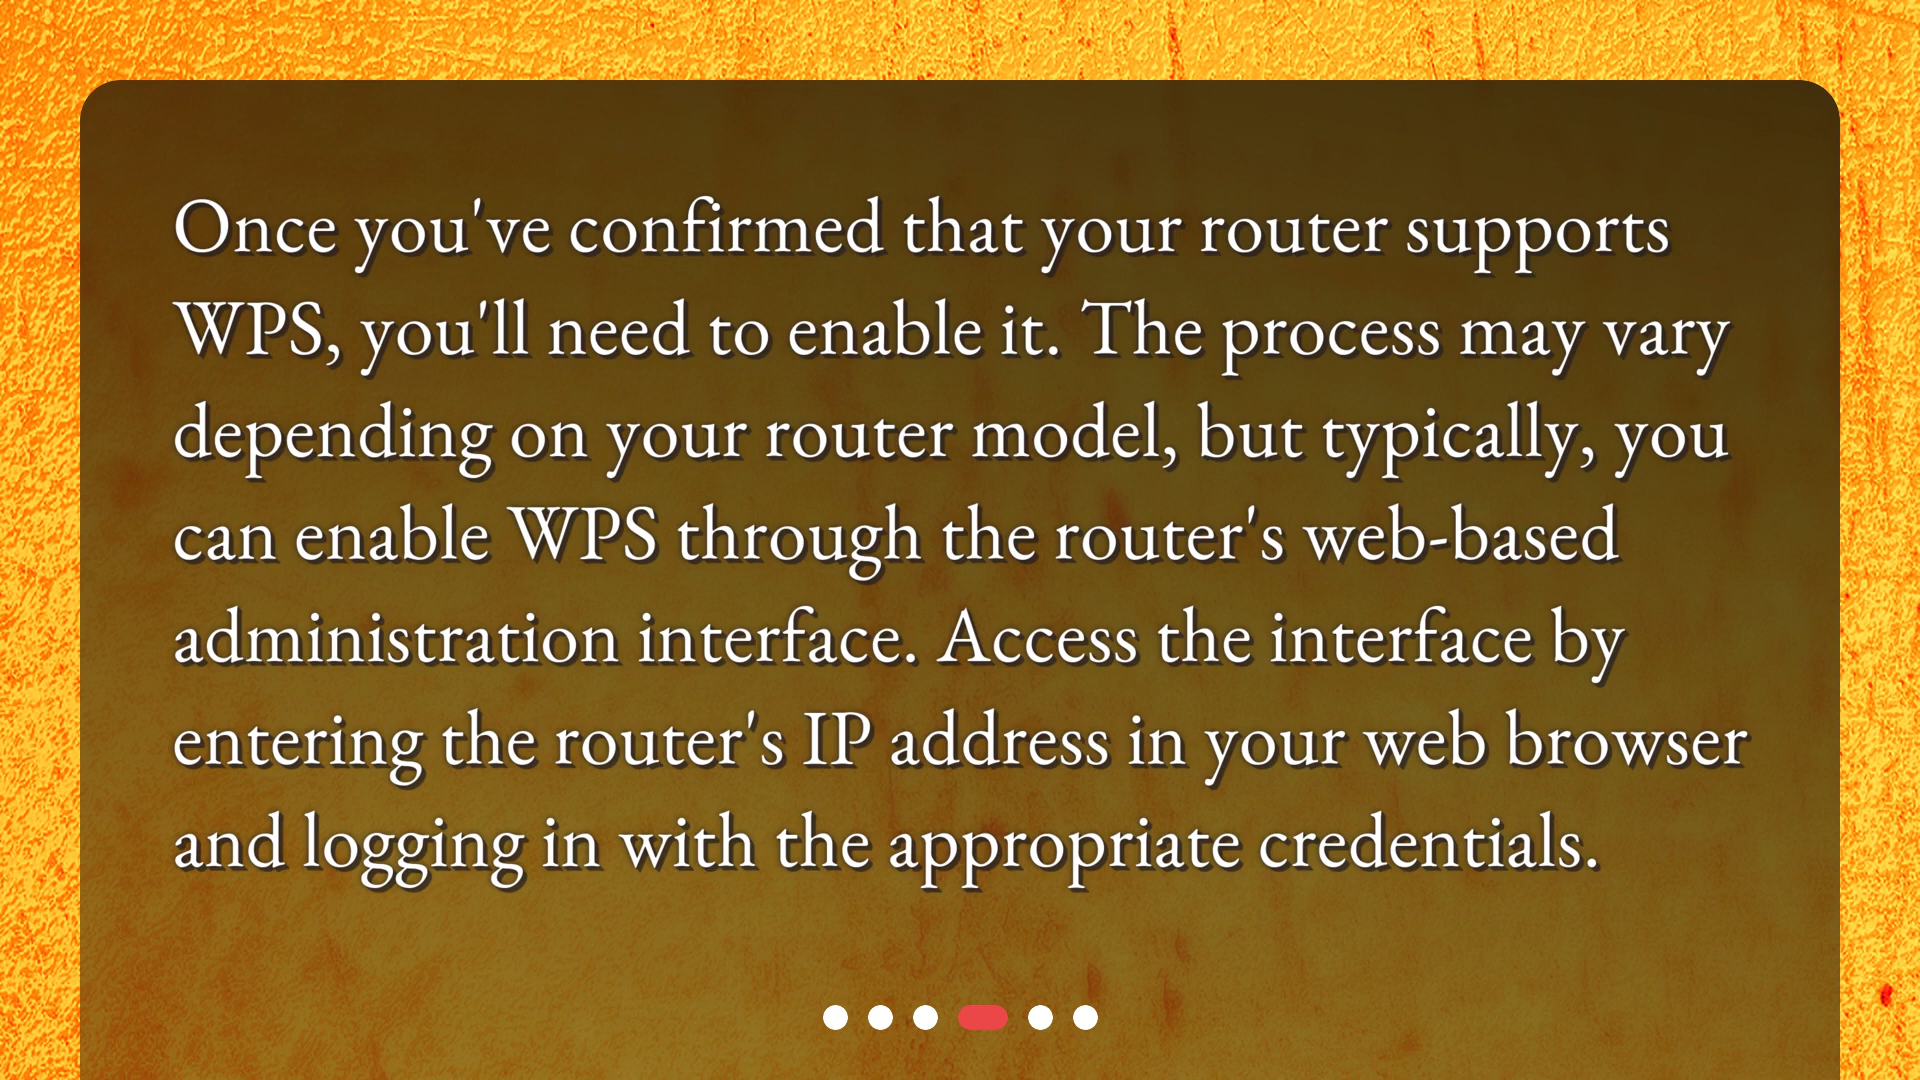 Once you've confirmed that your router supports
WPS, you'll need to enable it. The process may vary
depending on your router model, but typically, you
can enable WPS through the router's web-based
administration interface. Access the interface by
entering the router's IP address in your web browser
and logging in with the appropriate credentials.